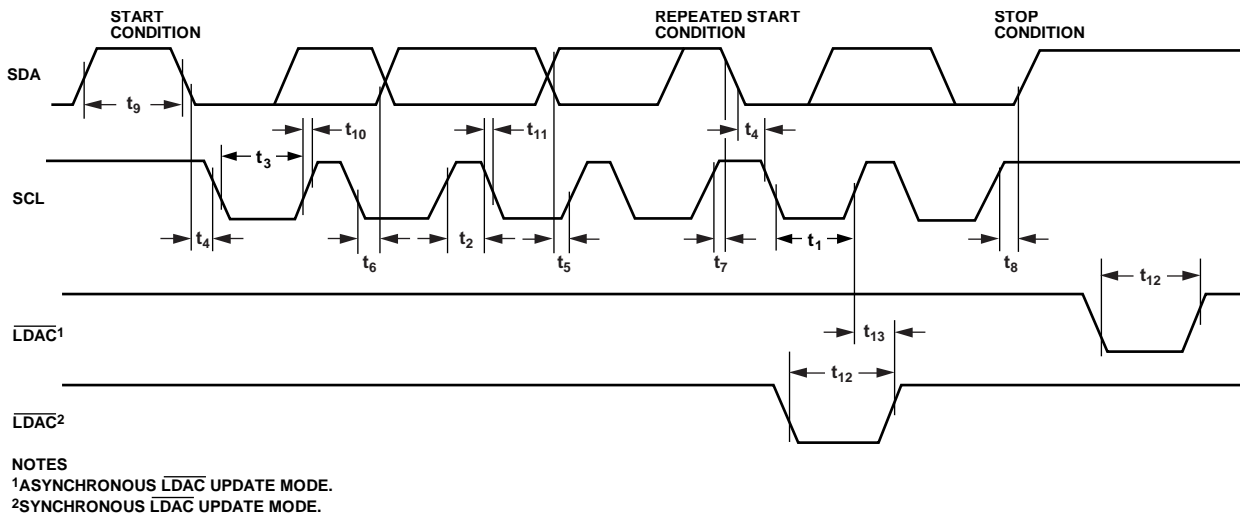 START CONDITION
REPEATED START CONDITION
STOP CONDITION
SDA
t9
t10
t11
t4
t3
SCL
t4
t6
t2
t5
t7
t1
t8
t12
LDAC1
t13
t12
LDAC2
NOTES
1ASYNCHRONOUS LDAC UPDATE MODE.
2SYNCHRONOUS LDAC UPDATE MODE.